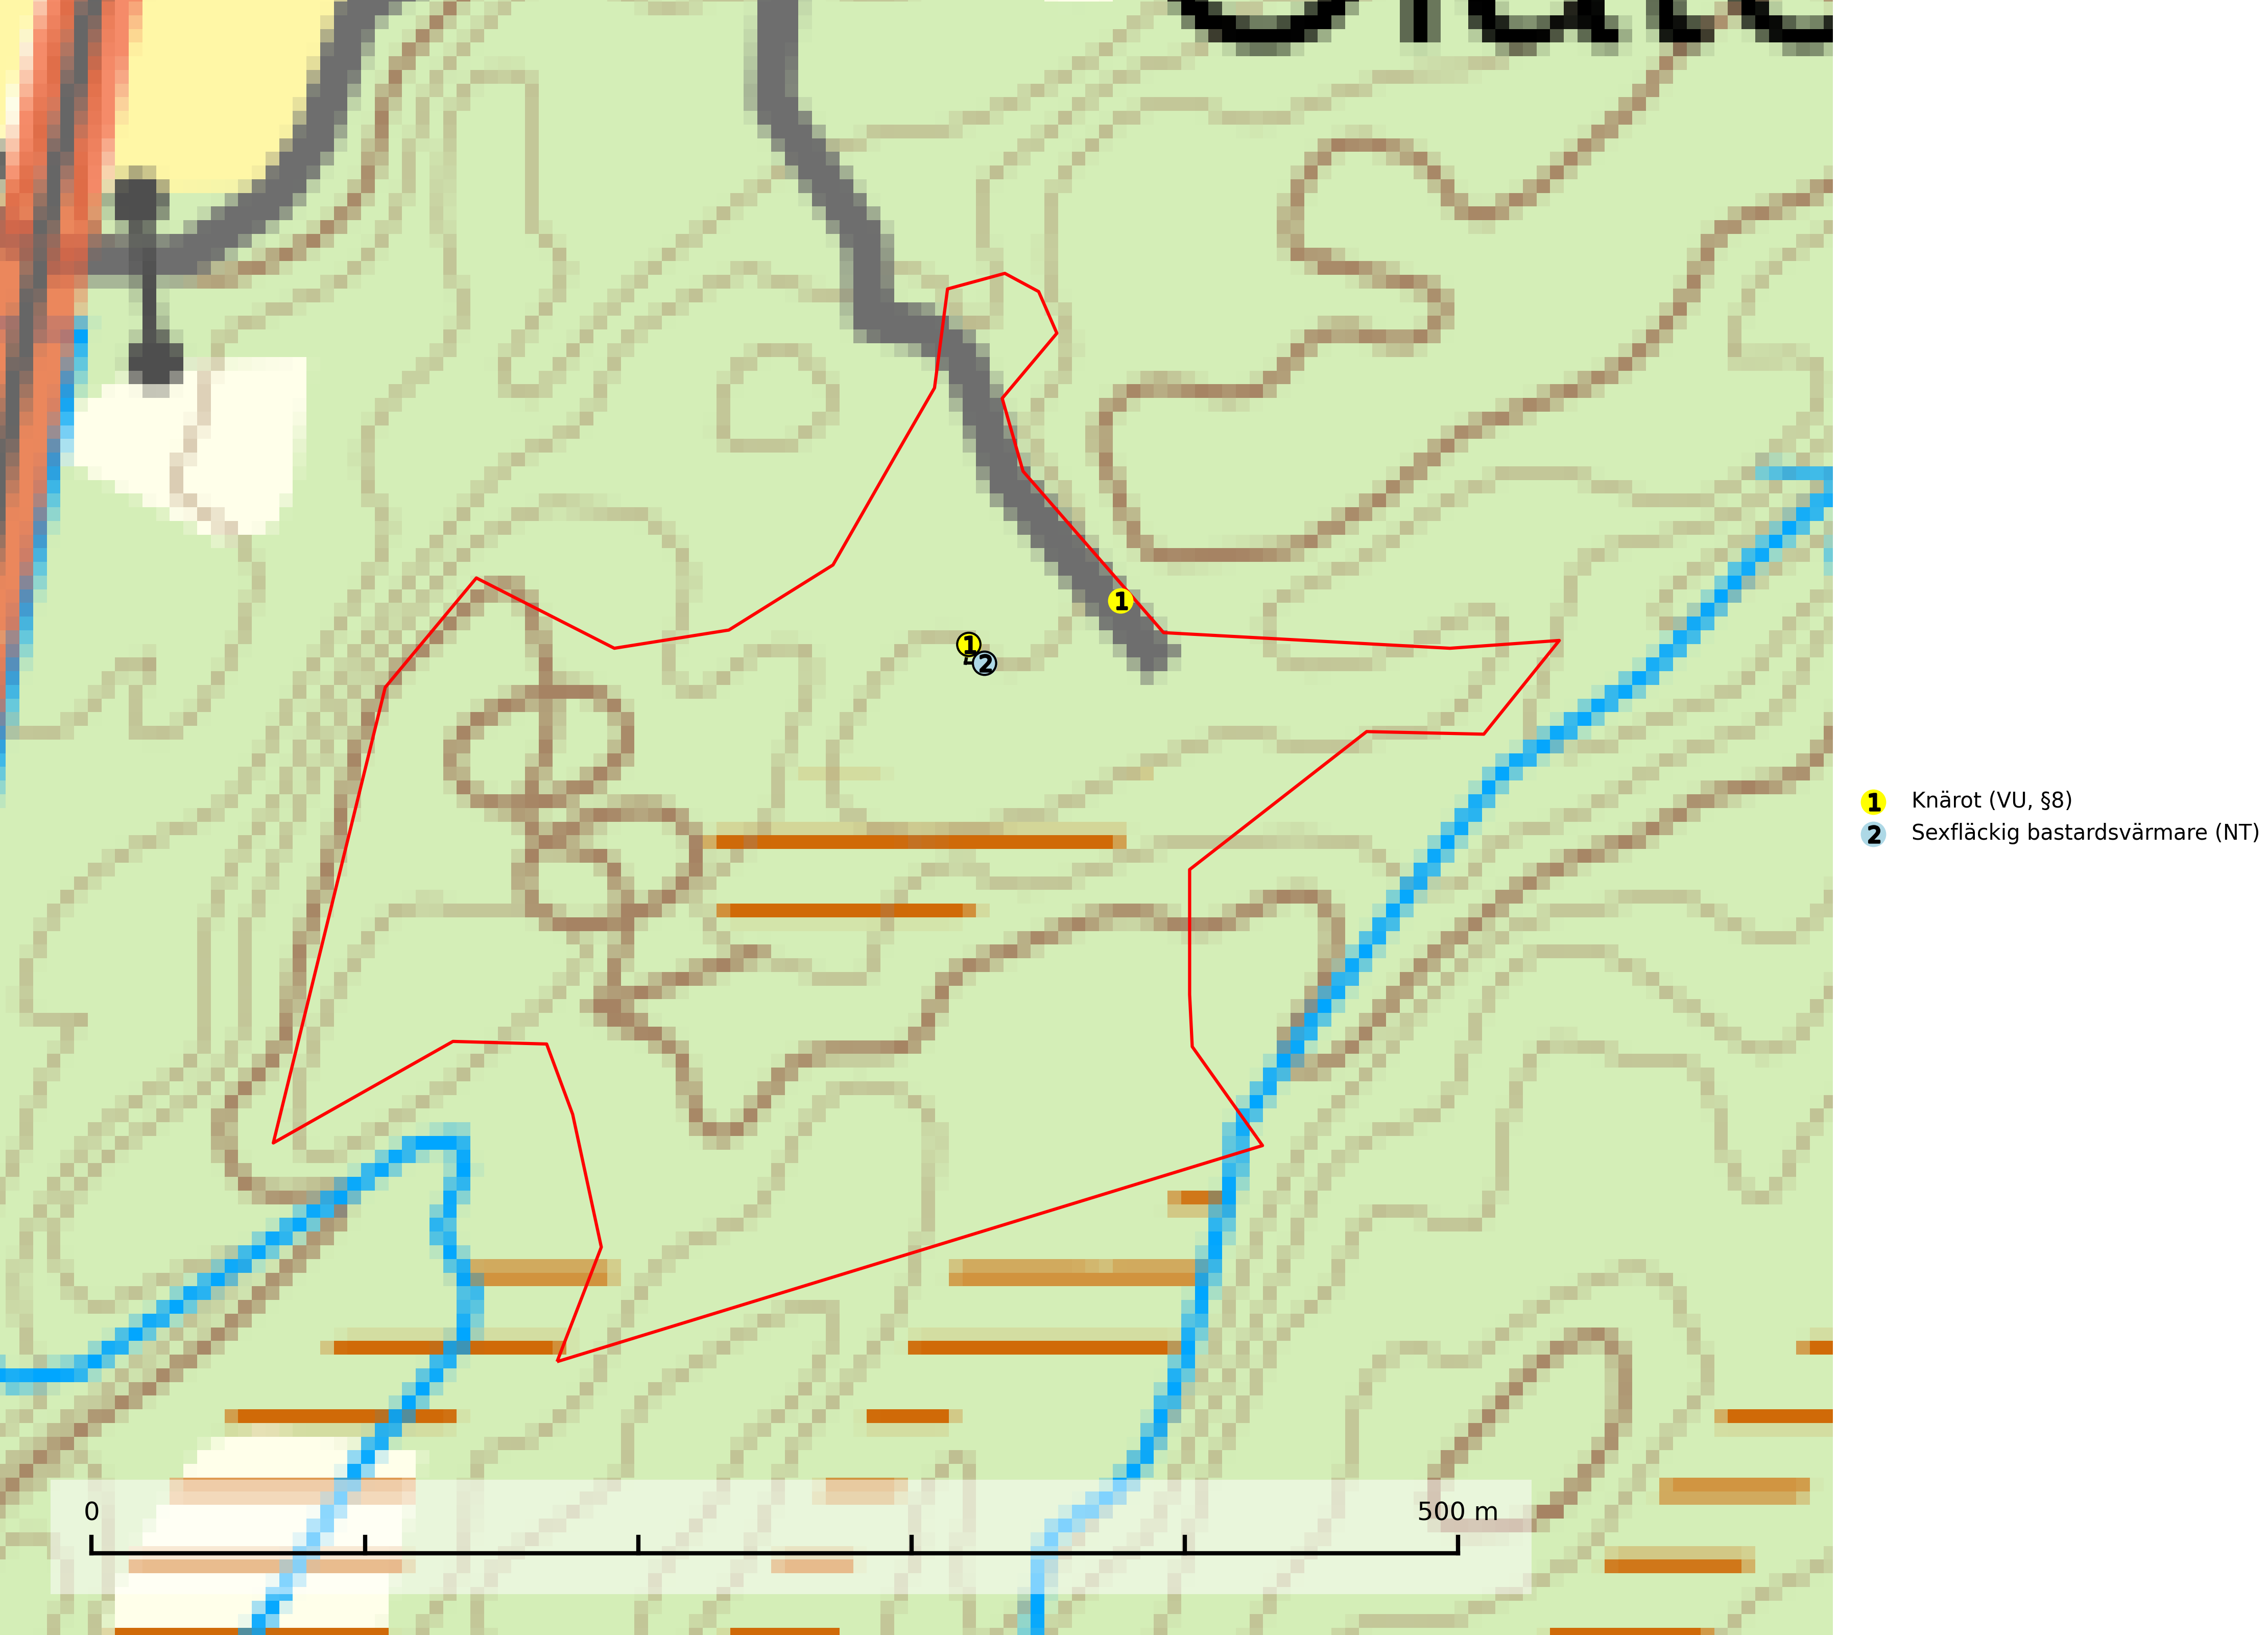 1
1
2
1 Knärot (VU, §8)
2 Sexfläckig bastardsvärmare (NT)
0 500 m